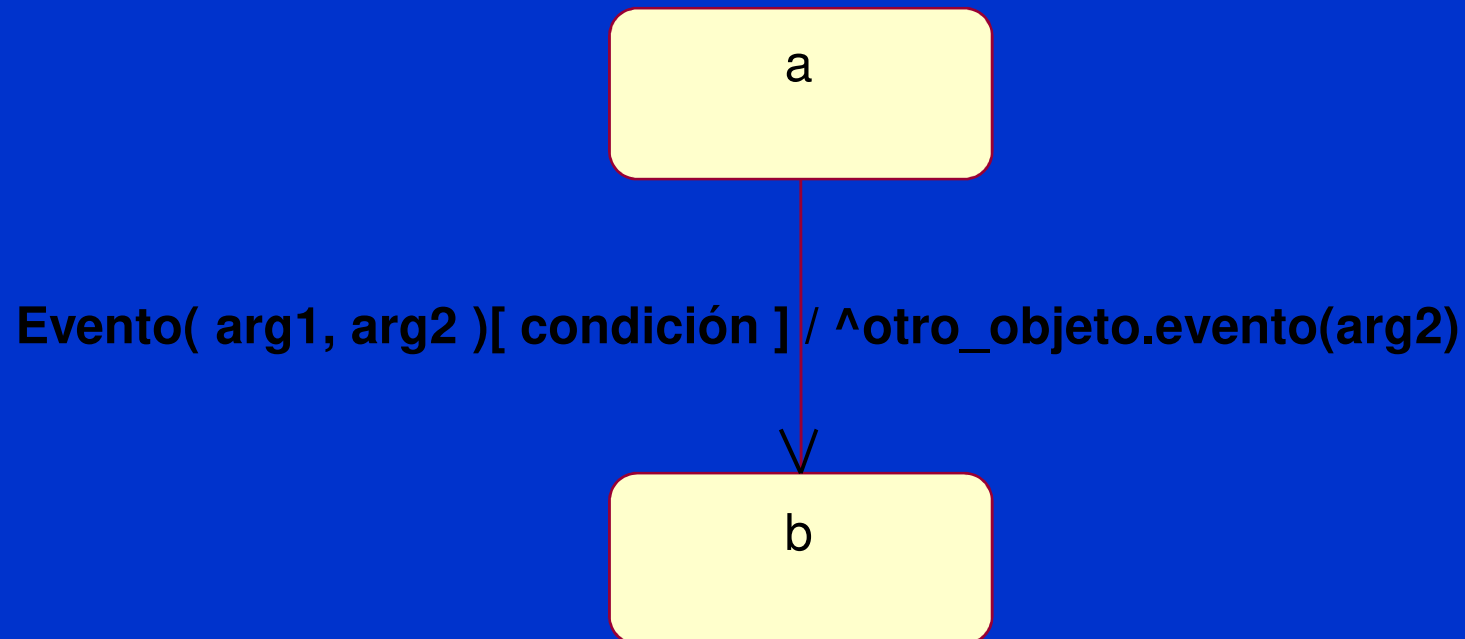 a
Evento( arg1, arg2 )[ condición ] / ^otro_objeto.evento(arg2)
b